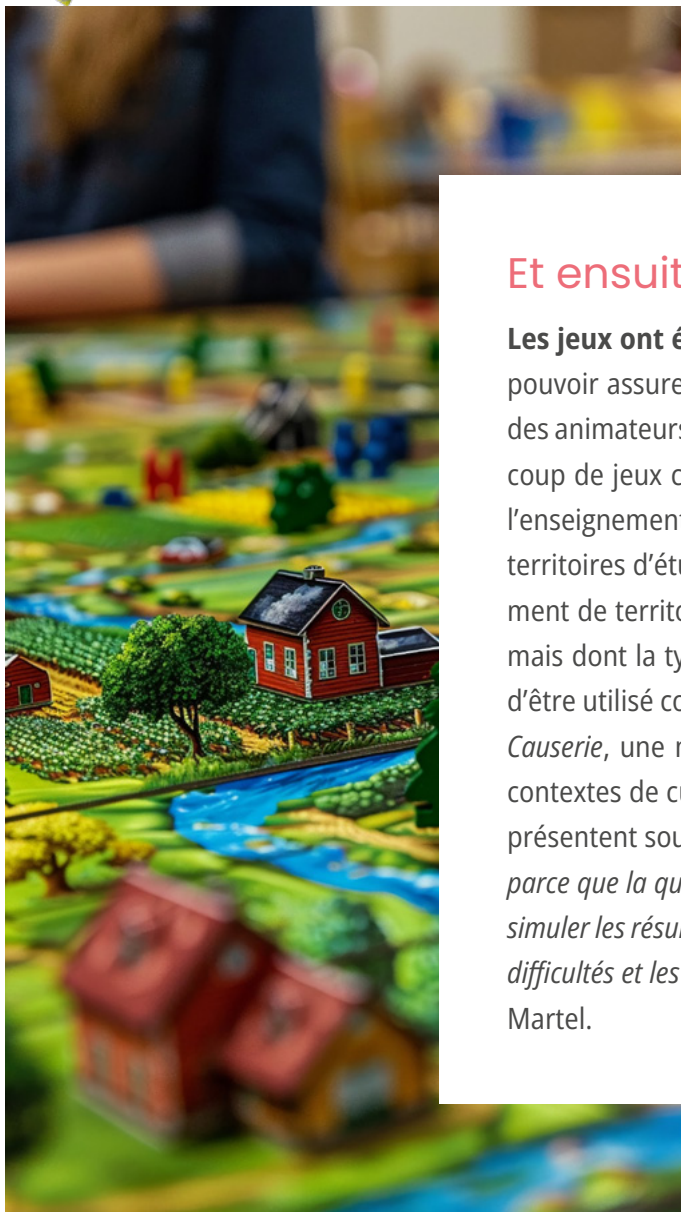 Et ensuit
Les jeux ont é
pouvoir assure
des animateurs
coup de jeux c
l’enseignement
territoires d’étu
ment de territo
mais dont la ty
d’être utilisé co
Causerie, une r
contextes de cu
présentent sou
parce que la qu
simuler les résul
difficultés et les
Martel.